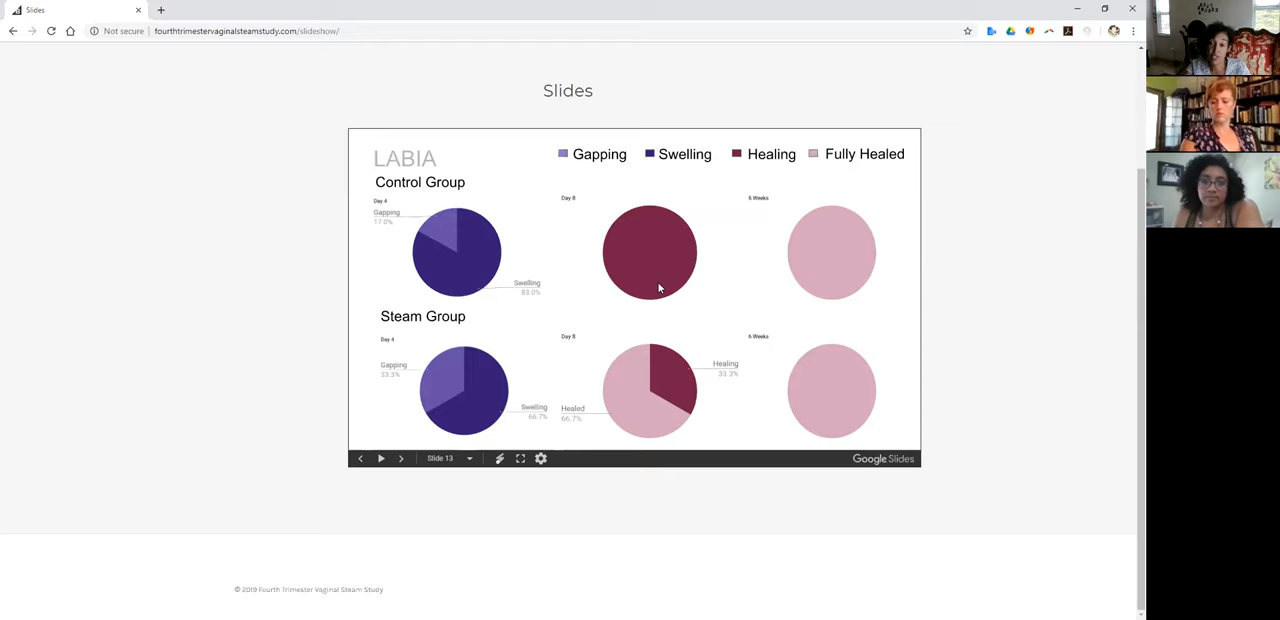 Slides
Not secure | fourthtrimestervaginalsteamstudy.com/slideshow/
Slides
LABIA
Gapping Swelling Healing Fully Healed
Control Group
Day 4
Day 8
6 Weeks
Gapping
17.0%
Swelling
83.0%
Steam Group
Day 4
Day 8
6 Weeks
Gapping
33.3%
Swelling
66.7%
Healing
33.3%
Healed
66.7%
Slide 13
Google Slides
© 2019 Fourth Trimester Vaginal Steam Study